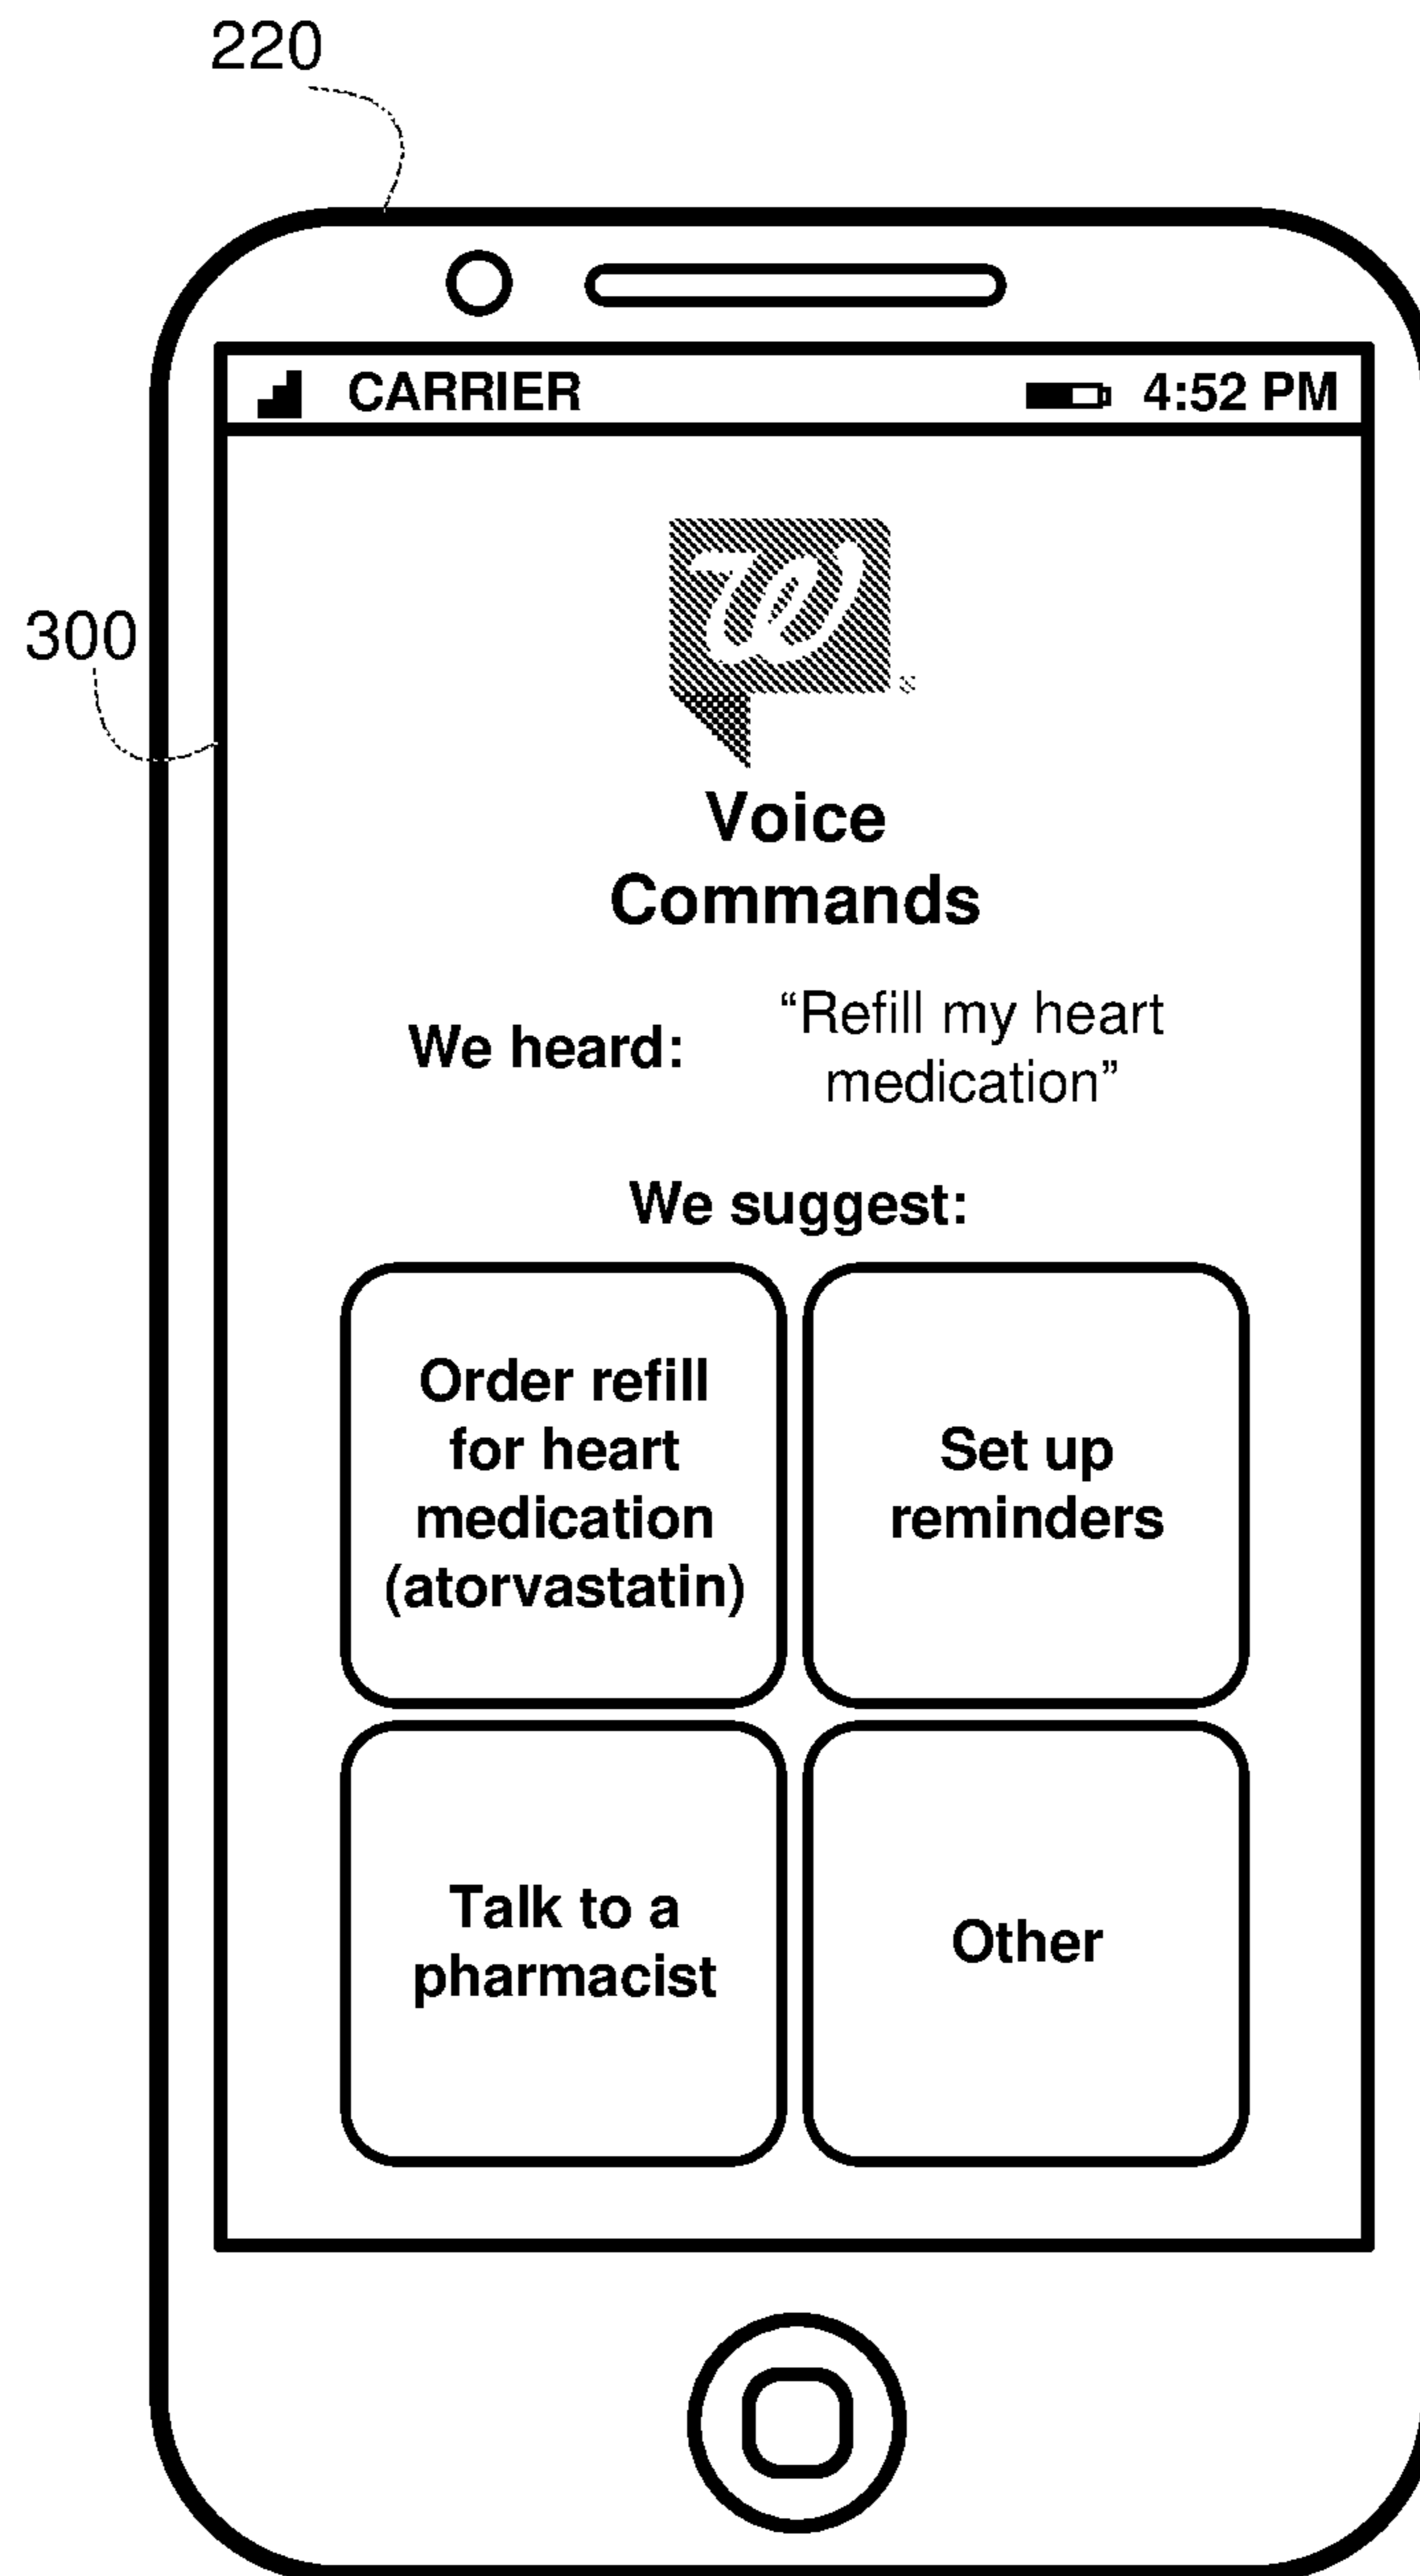 220
CARRIER 4:52 PM
300
W
Voice
Commands
We heard: “Refill my heart
medication”
We suggest:
Order refill
for heart
medication
(atorvastatin)
Set up
reminders
Talk to a
pharmacist
Other